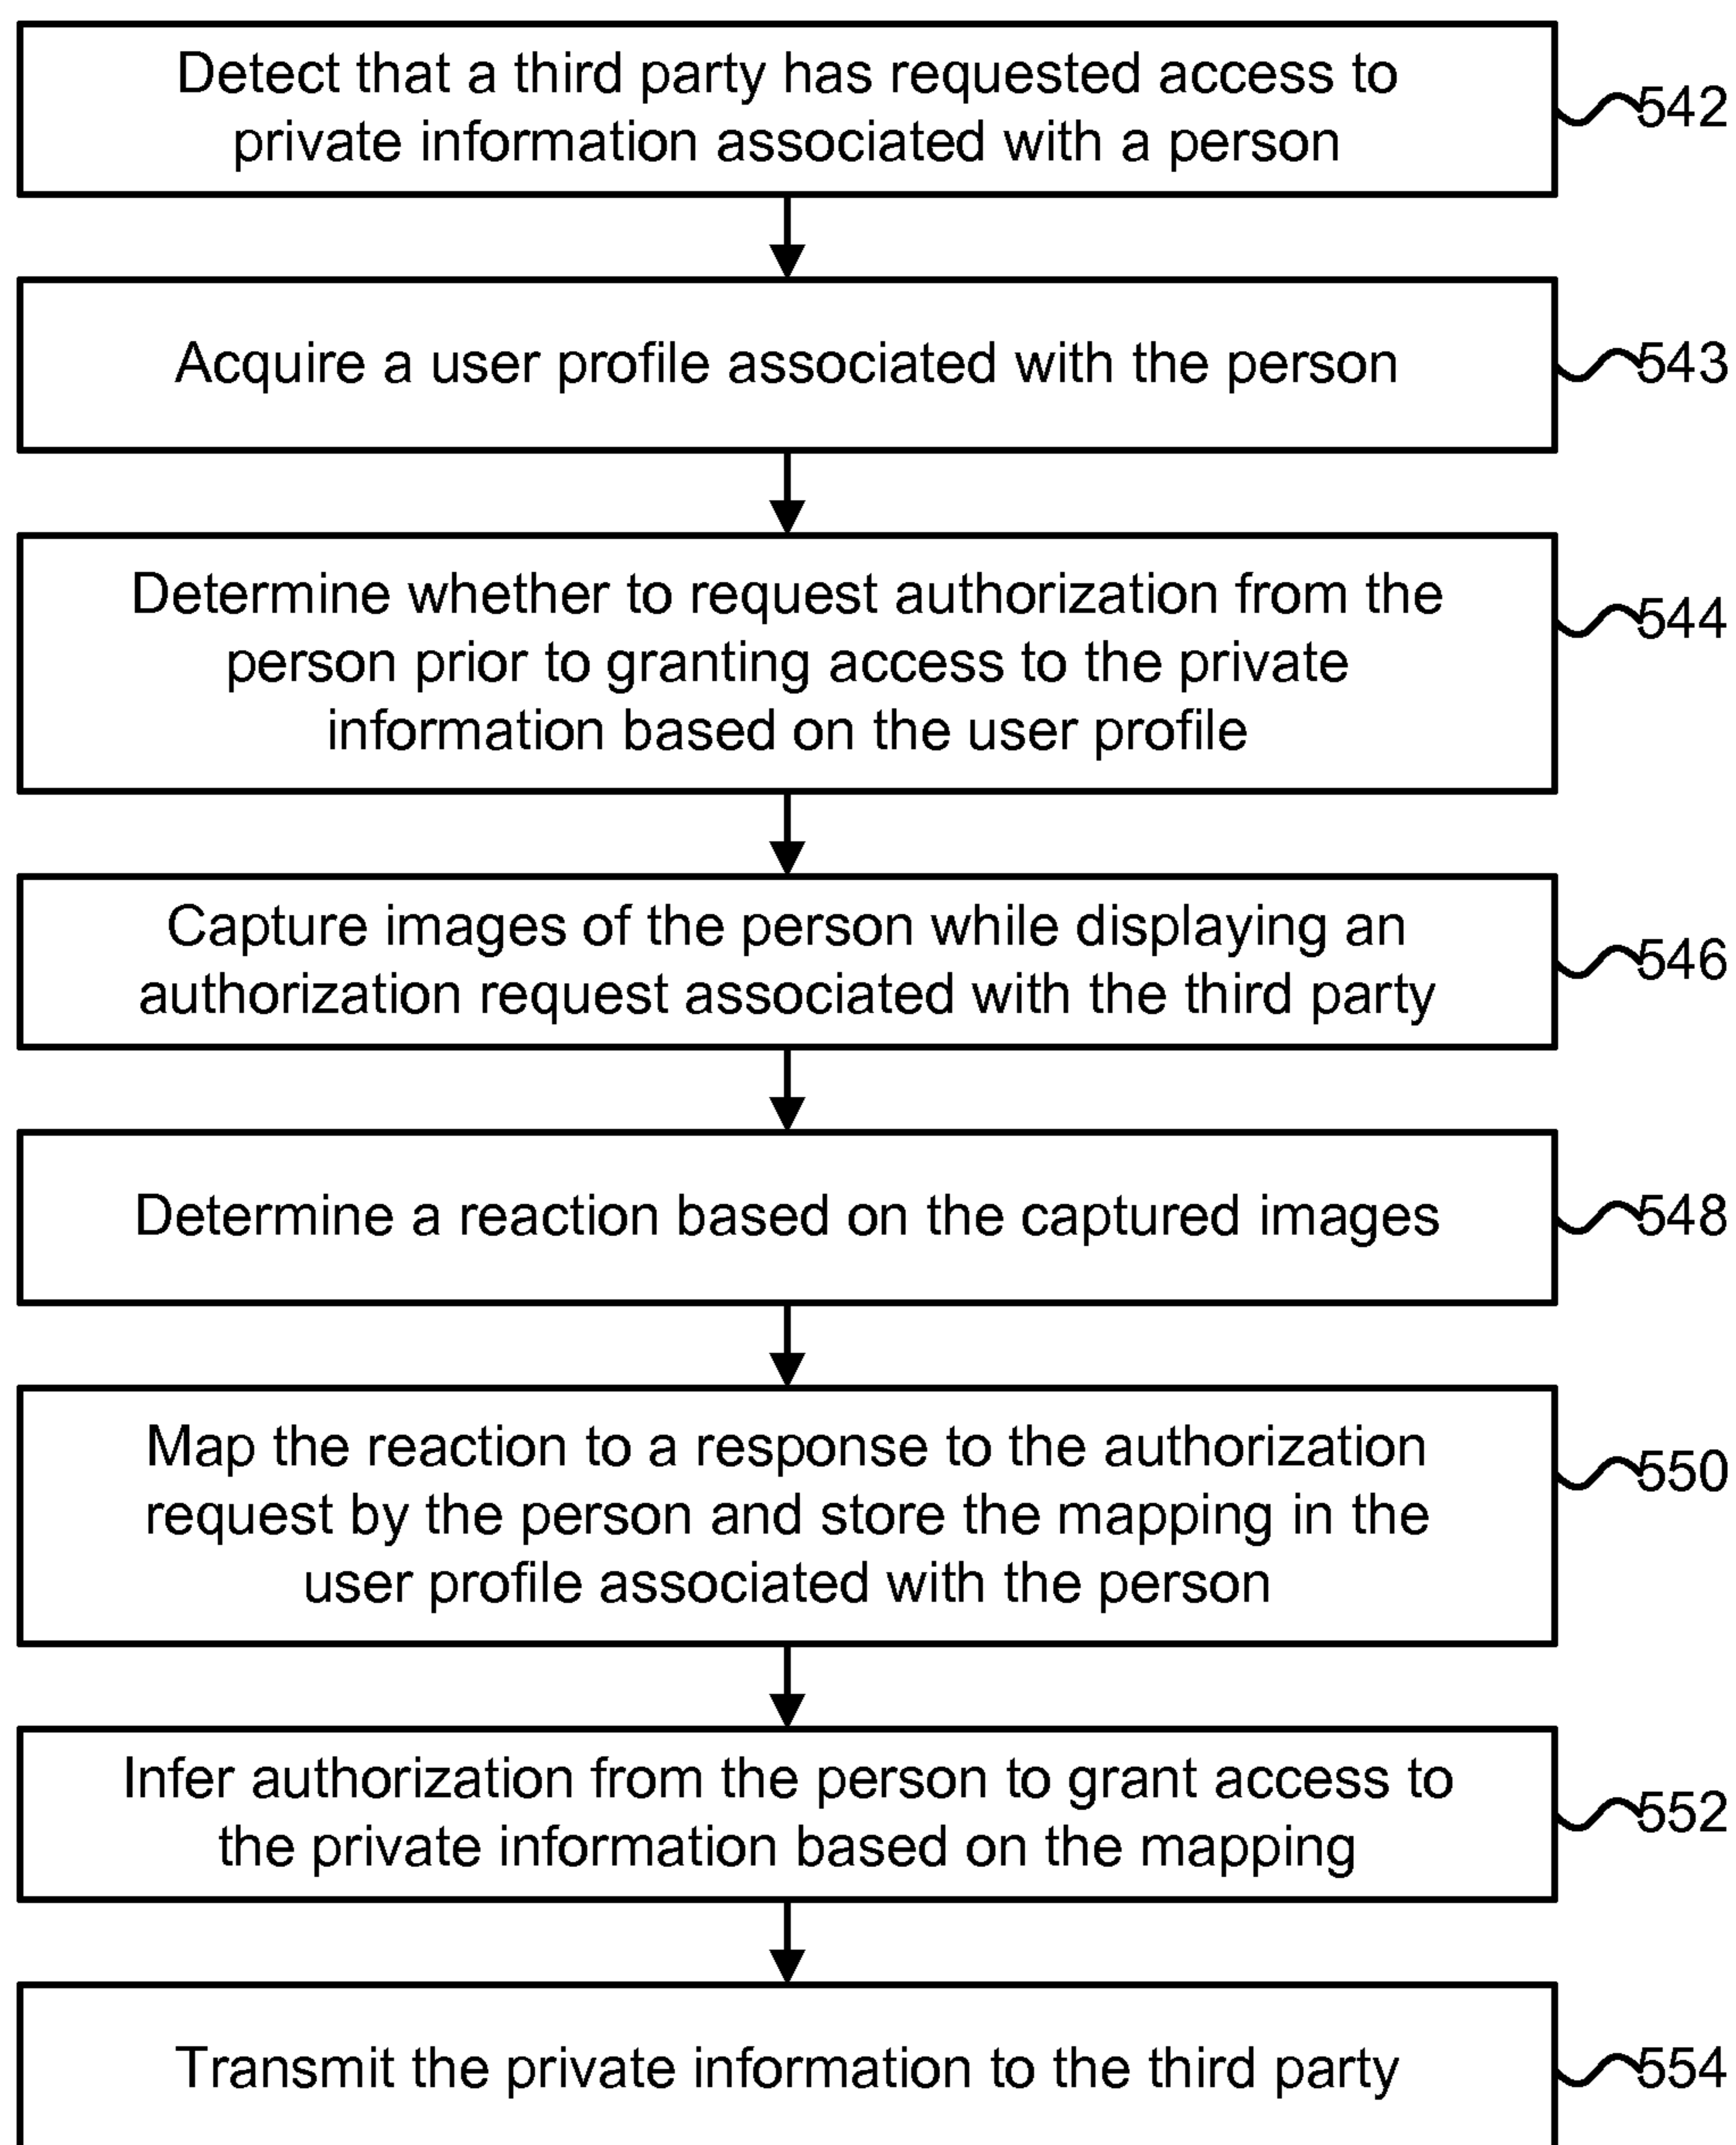 Detect that a third party has requested access to
private information associated with a person
542
Acquire a user profile associated with the person
543
Determine whether to request authorization from the
person prior to granting access to the private
information based on the user profile
544
Capture images of the person while displaying an
authorization request associated with the third party
546
Determine a reaction based on the captured images
548
Map the reaction to a response to the authorization
request by the person and store the mapping in the
user profile associated with the person
550
Infer authorization from the person to grant access to
the private information based on the mapping
552
Transmit the private information to the third party
554